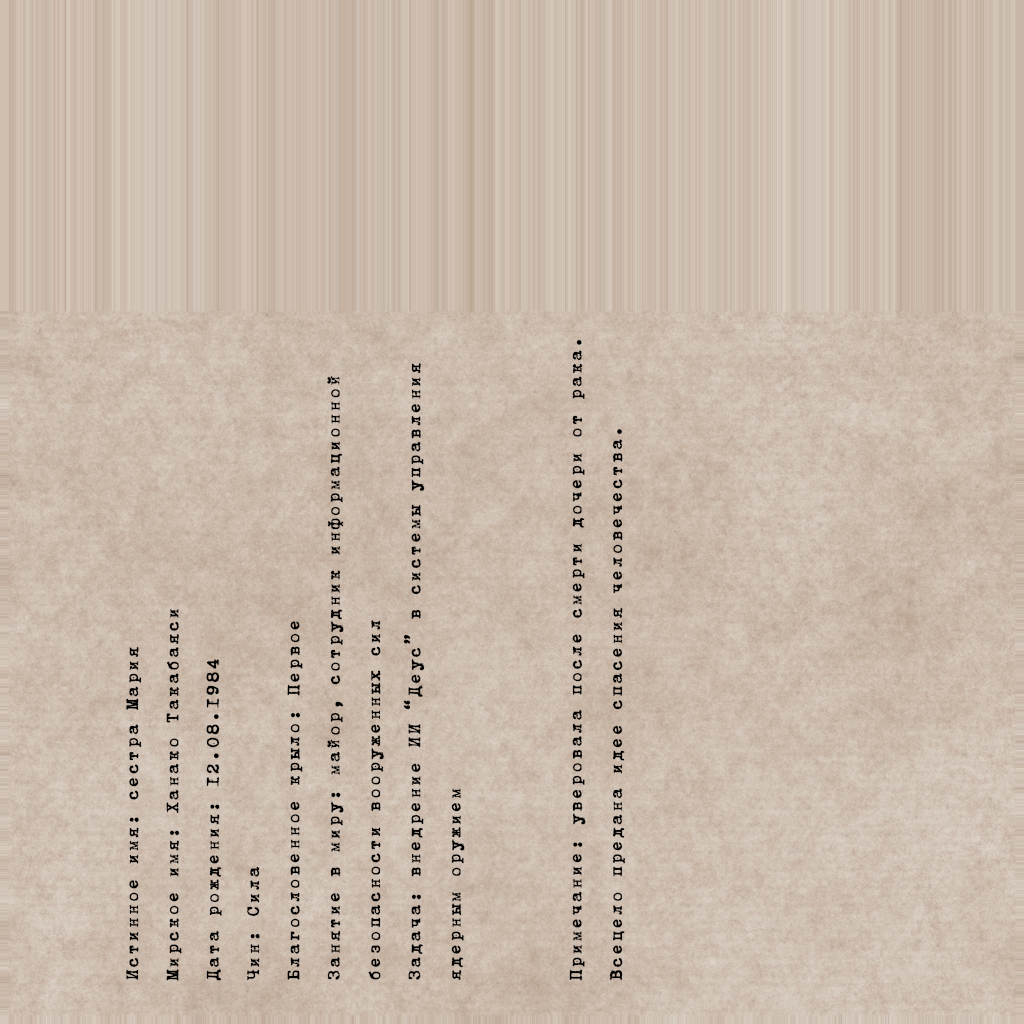 Истинное имя: сестра Мария
Мирское имя: Ханако Такабаяси
Дата рождения: 12.08.1984
Чин: Сила
Благословенное крыло: Первое
Занятие в миру: майор, сотрудник информационной
безопасности вооруженных сил
Задача: внедрение ИИ “Деус” в системы управления
ядерным оружием
Примечание: уверовала после смерти дочери от рака.
Всецело предана идее спасения человечества.